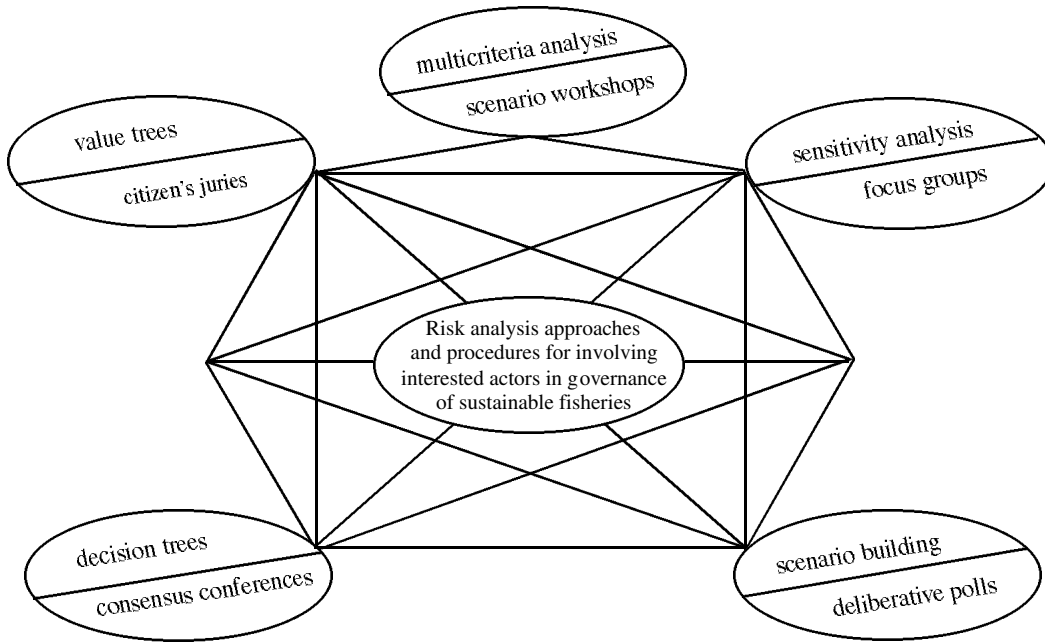 multicriteria analysis
scenario workshops
value trees
citizen's juries
sensitivity analysis
focus groups
Risk analysis approaches
and procedures for involving
interested actors in governance
of sustainable fisheries
decision trees
consensus conferences
scenario building
deliberative polls